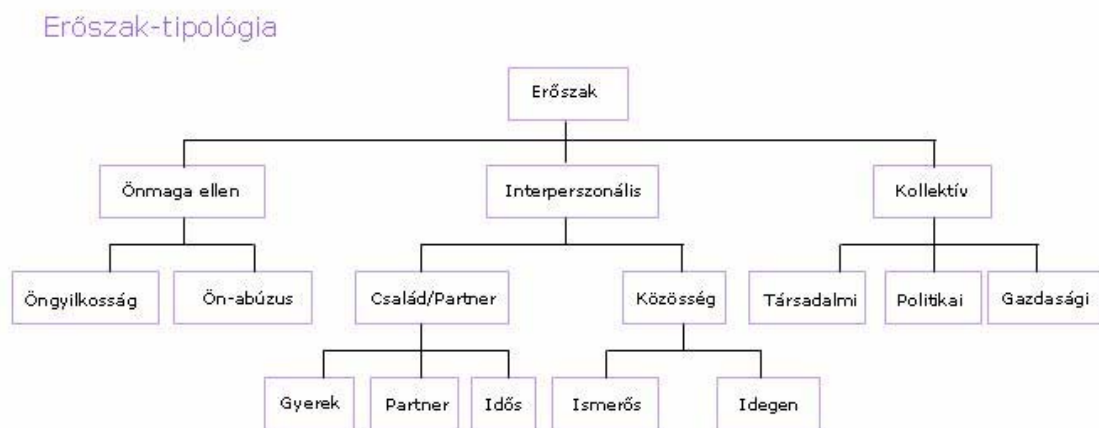 Erőszak-tipológia
Erőszak
Önmaga ellen
Interperszonális
Kollektív
Öngyilkosság
Ön-abúzus
Család/Partner
Közösség
Társadalmi
Politikai
Gazdasági
Gyerek
Partner
Idős
Ismerős
Idegen